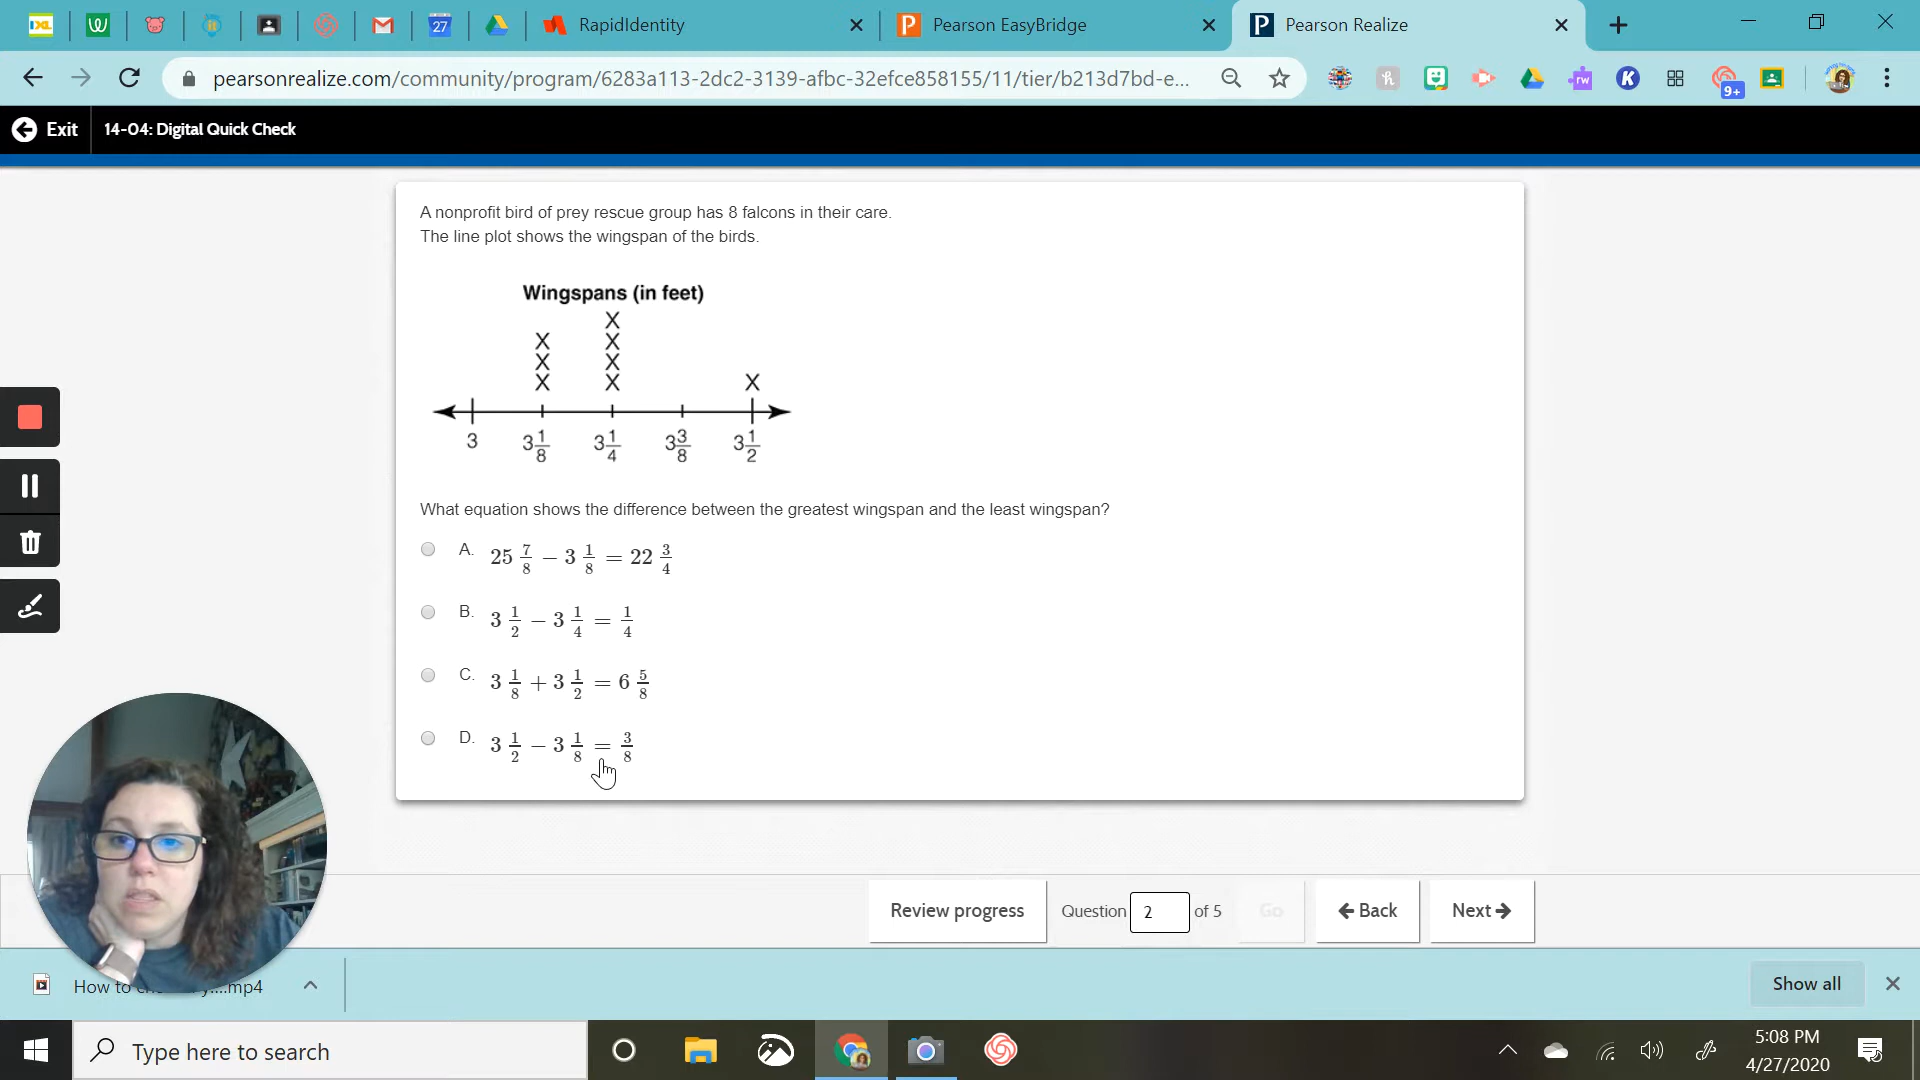 RapidIdentity
Pearson EasyBridge
Pearson Realize
27
pearsonrealize.com/community/program/6283a113-2dc2-3139-afbc-32efce858155/11/tier/b213d7bd-e...
9+
Exit
14-04: Digital Quick Check
A nonprofit bird of prey rescue group has 8 falcons in their care.
The line plot shows the wingspan of the birds.
Wingspans (in feet)
X
X X
X X
X X X
3 3 1/8 3 1/4 3 3/8 3 1/2
What equation shows the difference between the greatest wingspan and the least wingspan?
A. 25 7/8 − 3 1/8 = 22 3/4
B. 3 1/2 − 3 1/4 = 1/4
C. 3 1/8 + 3 1/2 = 6 5/8
D. 3 1/2 − 3 1/8 = 3/8
Review progress
Question 2 of 5
Go
Back
Next
How to
Show all
Type here to search
5:08 PM
4/27/2020